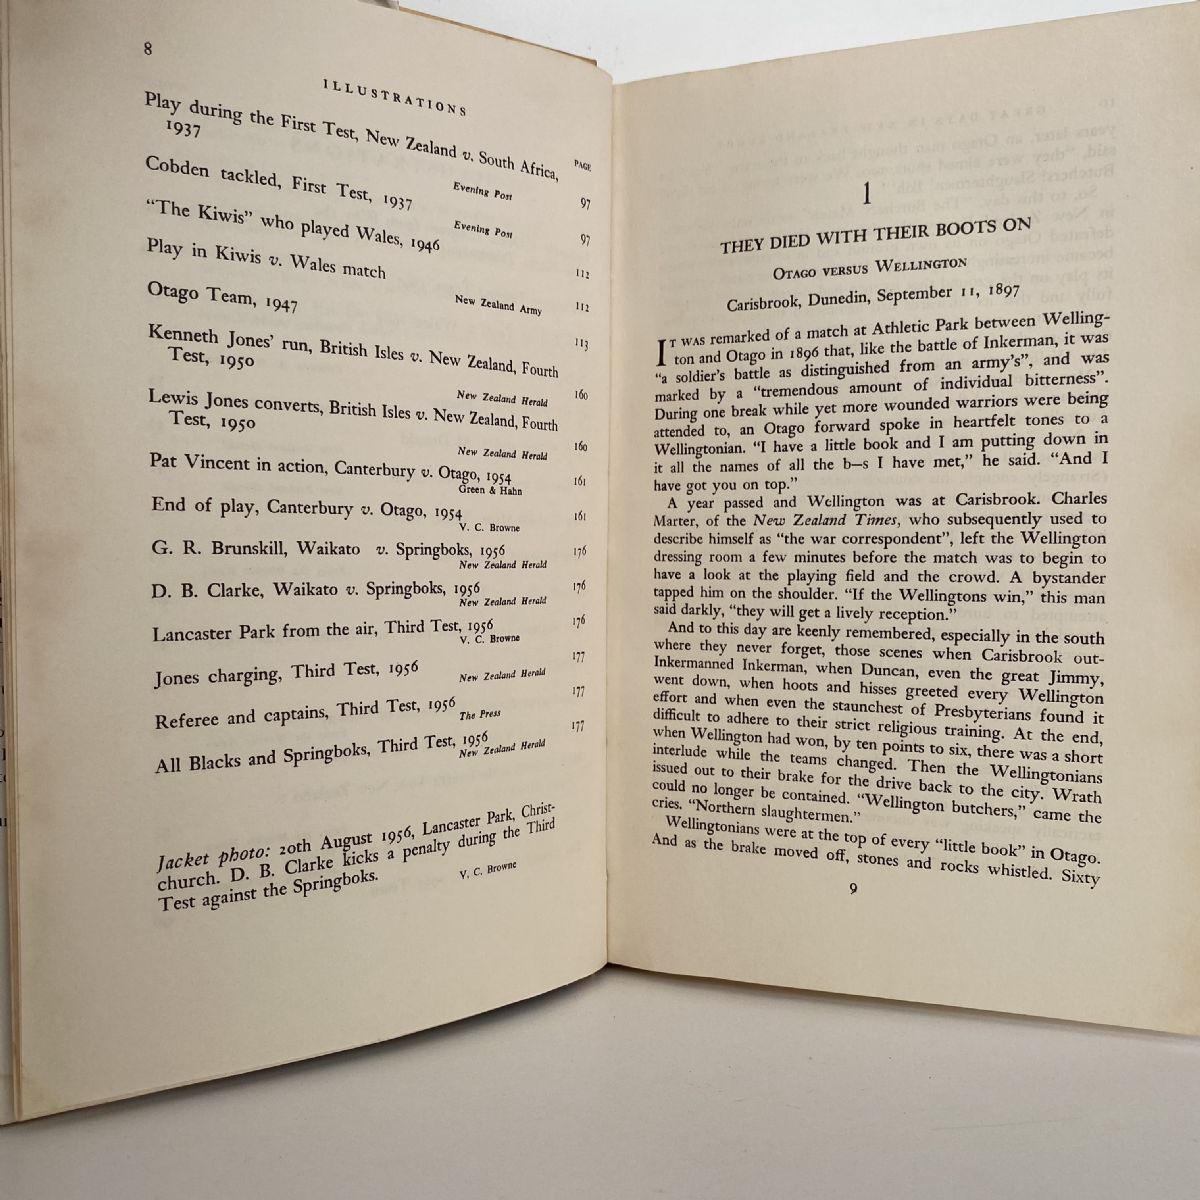 8
ILLUSTRATIONS
PAGE
Play during the First Test, New Zealand v. South Africa,
1937
Evening Post 97
Cobden tackled, First Test, 1937
Evening Post 97
"The Kiwis" who played Wales, 1946
112
Play in Kiwis v. Wales match
New Zealand Army 112
Otago Team, 1947
113
Kenneth Jones' run, British Isles v. New Zealand, Fourth
Test, 1950
New Zealand Herald 160
Lewis Jones converts, British Isles v. New Zealand, Fourth
Test, 1950
New Zealand Herald 160
Pat Vincent in action, Canterbury v. Otago, 1954
Green & Hahn 161
End of play, Canterbury v. Otago, 1954
V. C. Browne 161
G. R. Brunskill, Waikato v. Springboks, 1956
New Zealand Herald 176
D. B. Clarke, Waikato v. Springboks, 1956
New Zealand Herald 176
Lancaster Park from the air, Third Test, 1956
V. C. Browne 176
Jones charging, Third Test, 1956
New Zealand Herald 177
Referee and captains, Third Test, 1956
The Press 177
All Blacks and Springboks, Third Test, 1956
New Zealand Herald 177
Jacket photo: 20th August 1956, Lancaster Park, Christ-
church. D. B. Clarke kicks a penalty during the Third
Test against the Springboks.
V. C. Browne
1
THEY DIED WITH THEIR BOOTS ON
OTAGO VERSUS WELLINGTON
Carisbrook, Dunedin, September 11, 1897
IT WAS remarked of a match at Athletic Park between Welling-
ton and Otago in 1896 that, like the battle of Inkerman, it was
"a soldier's battle as distinguished from an army's", and was
marked by a "tremendous amount of individual bitterness".
During one break while yet more wounded warriors were being
attended to, an Otago forward spoke in heartfelt tones to a
Wellingtonian. "I have a little book and I am putting down in
it all the names of all the b—s I have met," he said. "And I
have got you on top."
A year passed and Wellington was at Carisbrook. Charles
Marter, of the New Zealand Times, who subsequently used to
describe himself as "the war correspondent", left the Wellington
dressing room a few minutes before the match was to begin to
have a look at the playing field and the crowd. A bystander
tapped him on the shoulder. "If the Wellingtons win," this man
said darkly, "they will get a lively reception."
And to this day are keenly remembered, especially in the south
where they never forget, those scenes when Carisbrook out-
Inkermanned Inkerman, when Duncan, even the great Jimmy,
went down, when hoots and hisses greeted every Wellington
effort and when even the staunchest of Presbyterians found it
difficult to adhere to their strict religious training. At the end,
when Wellington had won, by ten points to six, there was a short
interlude while the teams changed. Then the Wellingtonians
issued out to their brake for the drive back to the city. Wrath
could no longer be contained. "Wellington butchers," came the
cries. "Northern slaughtermen."
Wellingtonians were at the top of every "little book" in Otago.
And as the brake moved off, stones and rocks whistled. Sixty
9